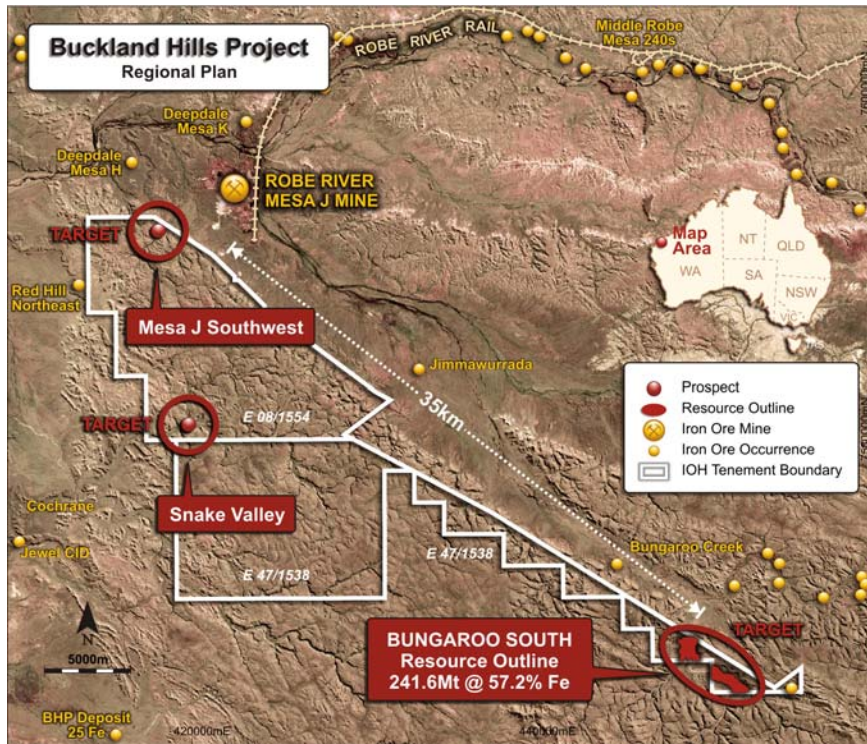 Buckland Hills Project
Regional Plan
ROBE RIVER RAIL
Middle Robe
Mesa 240s
Deepdale
Mesa K
Deepdale
Mesa H
ROBE RIVER
MESA J MINE
TARGET
Red Hill
Northeast
Mesa J Southwest
Map
Area
NT
QLD
WA
SA
NSW
VIC
TAS
Jimmawurrada
35km
Prospect
Resource Outline
Iron Ore Mine
Iron Ore Occurrence
IOH Tenement Boundary
E 08/1554
TARGET
Snake Valley
Cochrane
Jewel CID
E 47/1538
E 47/1538
Bungaroo Creek
N
5000m
TARGET
BUNGAROO SOUTH
Resource Outline
241.6Mt @ 57.2% Fe
BHP Deposit
25 Fe
420000mE
440000mE